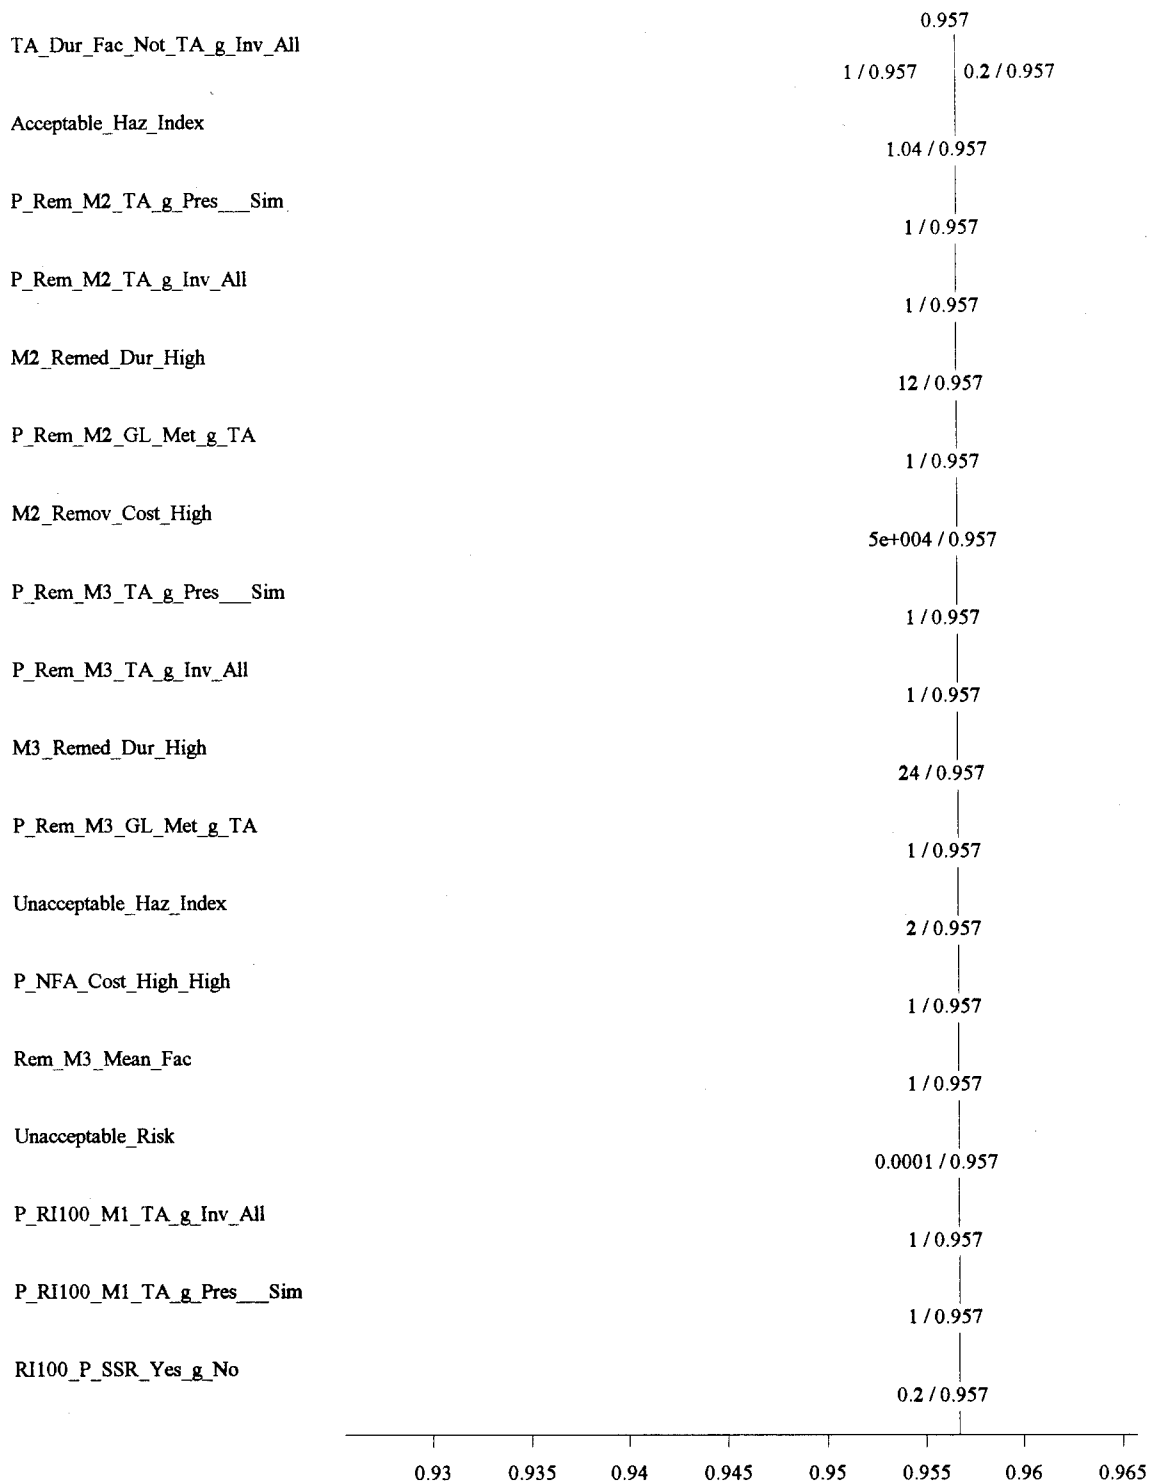 0.957
TA_Dur_Fac_Not_TA_g_Inv_All
1 / 0.957 0.2 / 0.957
Acceptable_Haz_Index
1.04 / 0.957
P_Rem_M2_TA_g_Pres___Sim
1 / 0.957
P_Rem_M2_TA_g_Inv_All
1 / 0.957
M2_Remed_Dur_High
12 / 0.957
P_Rem_M2_GL_Met_g_TA
1 / 0.957
M2_Remov_Cost_High
5e+004 / 0.957
P_Rem_M3_TA_g_Pres___Sim
1 / 0.957
P_Rem_M3_TA_g_Inv_All
1 / 0.957
M3_Remed_Dur_High
24 / 0.957
P_Rem_M3_GL_Met_g_TA
1 / 0.957
Unacceptable_Haz_Index
2 / 0.957
P_NFA_Cost_High_High
1 / 0.957
Rem_M3_Mean_Fac
1 / 0.957
Unacceptable_Risk
0.0001 / 0.957
P_RI100_M1_TA_g_Inv_All
1 / 0.957
P_RI100_M1_TA_g_Pres___Sim
1 / 0.957
RI100_P_SSR_Yes_g_No
0.2 / 0.957
0.93 0.935 0.94 0.945 0.95 0.955 0.96 0.965